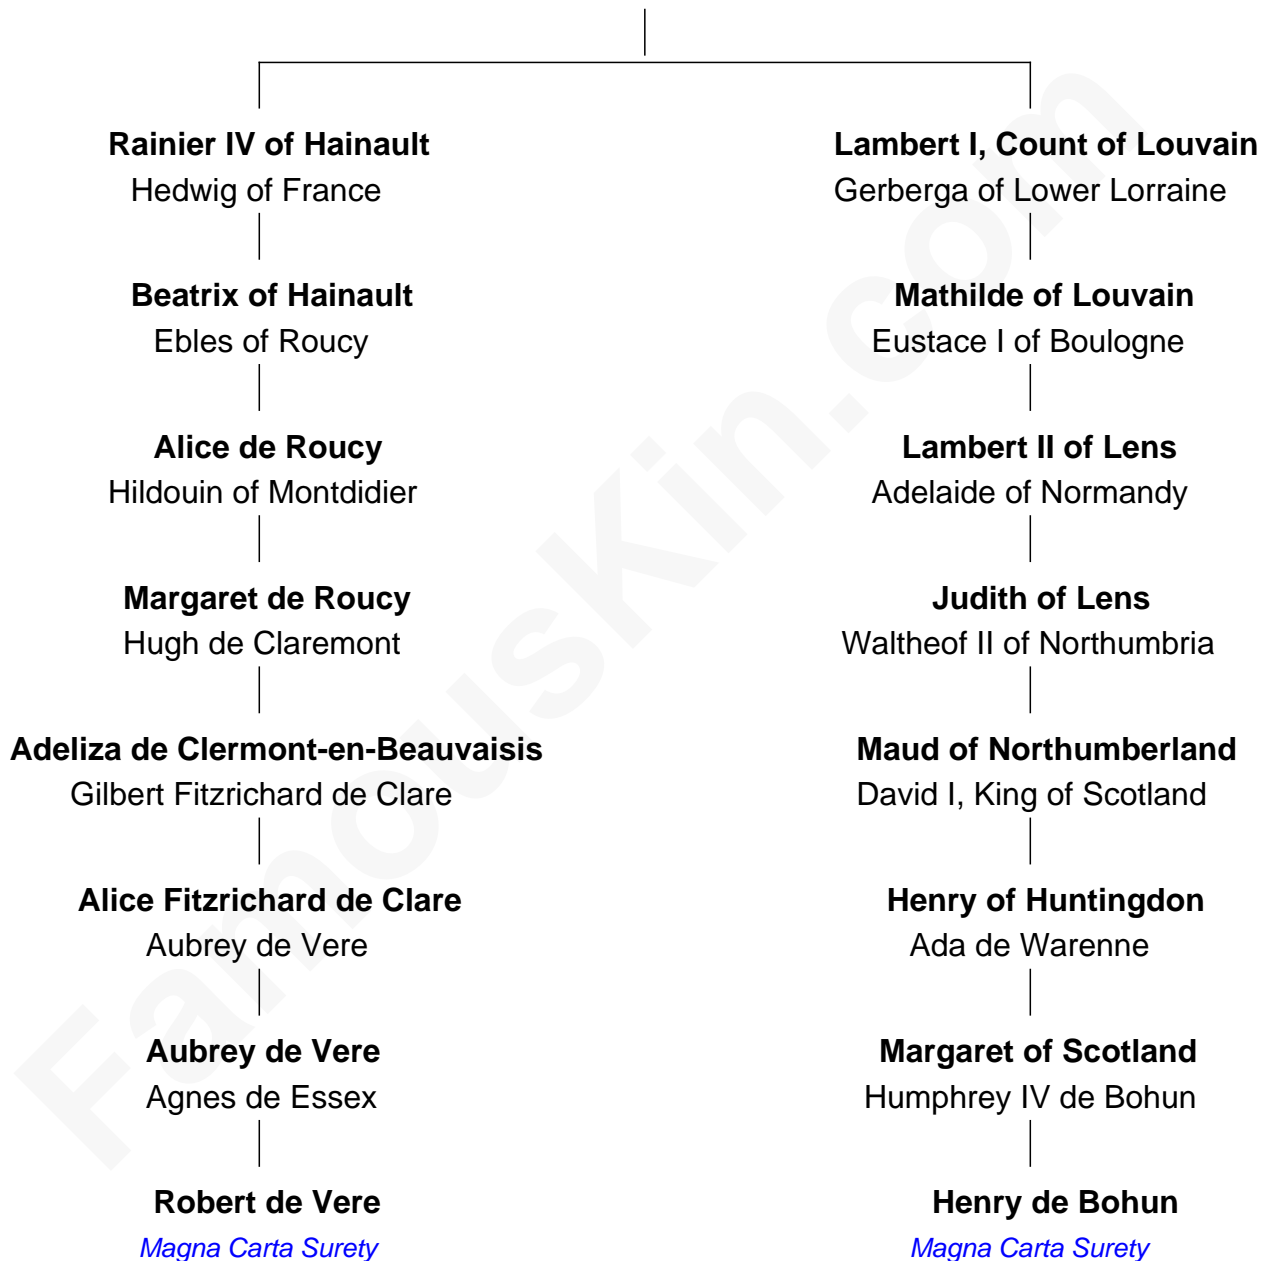 Rainier IV of Hainault
Hedwig of France
Lambert I, Count of Louvain
Gerberga of Lower Lorraine
Beatrix of Hainault
Ebles of Roucy
Mathilde of Louvain
Eustace I of Boulogne
Alice de Roucy
Hildouin of Montdidier
Lambert II of Lens
Adelaide of Normandy
Margaret de Roucy
Hugh de Claremont
Judith of Lens
Waltheof II of Northumbria
Adeliza de Clermont-en-Beauvaisis
Gilbert Fitzrichard de Clare
Maud of Northumberland
David I, King of Scotland
Alice Fitzrichard de Clare
Aubrey de Vere
Henry of Huntingdon
Ada de Warenne
Aubrey de Vere
Agnes de Essex
Margaret of Scotland
Humphrey IV de Bohun
Robert de Vere
Magna Carta Surety
Henry de Bohun
Magna Carta Surety
FamousKin.com